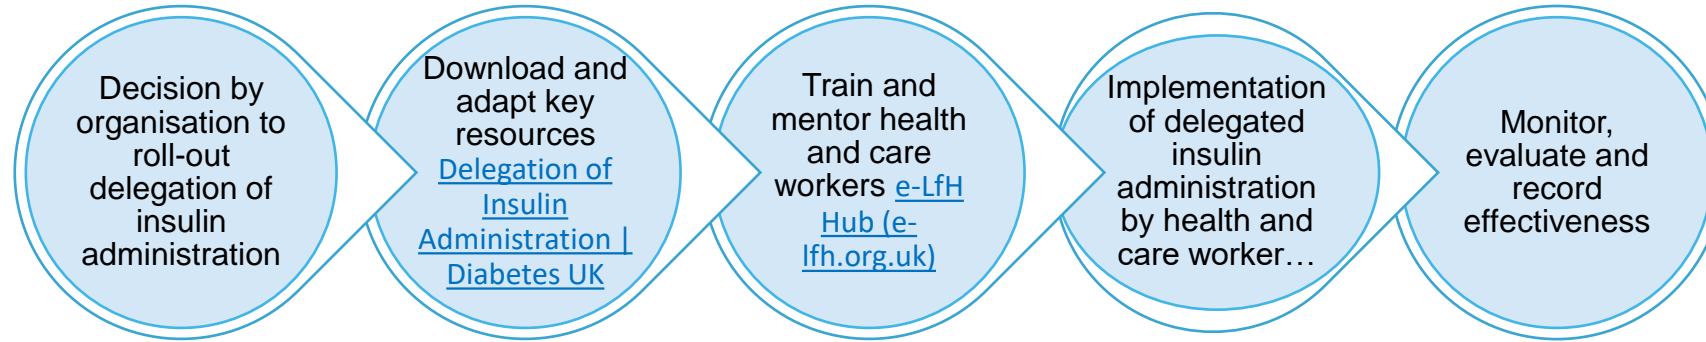 Decision by
organisation to
roll-out
delegation of
insulin
administration
Download and
adapt key
resources
Delegation of
Insulin
Administration |
Diabetes UK
Train and
mentor health
and care
workers e-LfH
Hub (e-
lfh.org.uk)
Implementation
of delegated
insulin
administration
by health and
care worker…
Monitor,
evaluate and
record
effectiveness